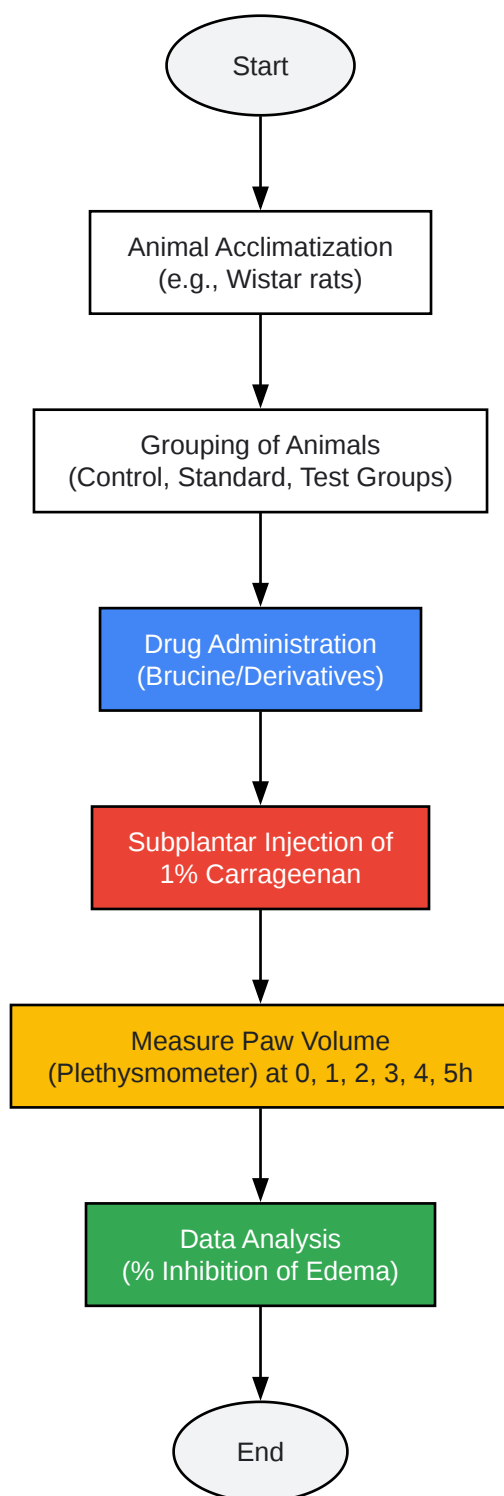 Start
Animal Acclimatization
(e.g., Wistar rats)
Grouping of Animals
(Control, Standard, Test Groups)
Drug Administration
(Brucine/Derivatives)
Subplantar Injection of
1% Carrageenan
Measure Paw Volume
(Plethysmometer) at 0, 1, 2, 3, 4, 5h
Data Analysis
(% Inhibition of Edema)
End